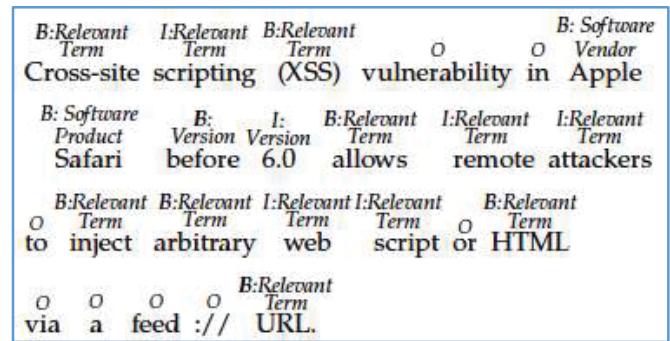 B:Relevant I:Relevant B:Relevant B: Software
Term Term Term O O Vendor
Cross-site scripting (XSS) vulnerability in Apple
B: Software B: I: B:Relevant I:Relevant I:Relevant
Product Version Version Term Term Term
Safari before 6.0 allows remote attackers
B:Relevant B:Relevant I:Relevant I:Relevant B:Relevant
O Term Term Term Term O Term
to inject arbitrary web script or HTML
B:Relevant
O O O O Term
via a feed :// URL.